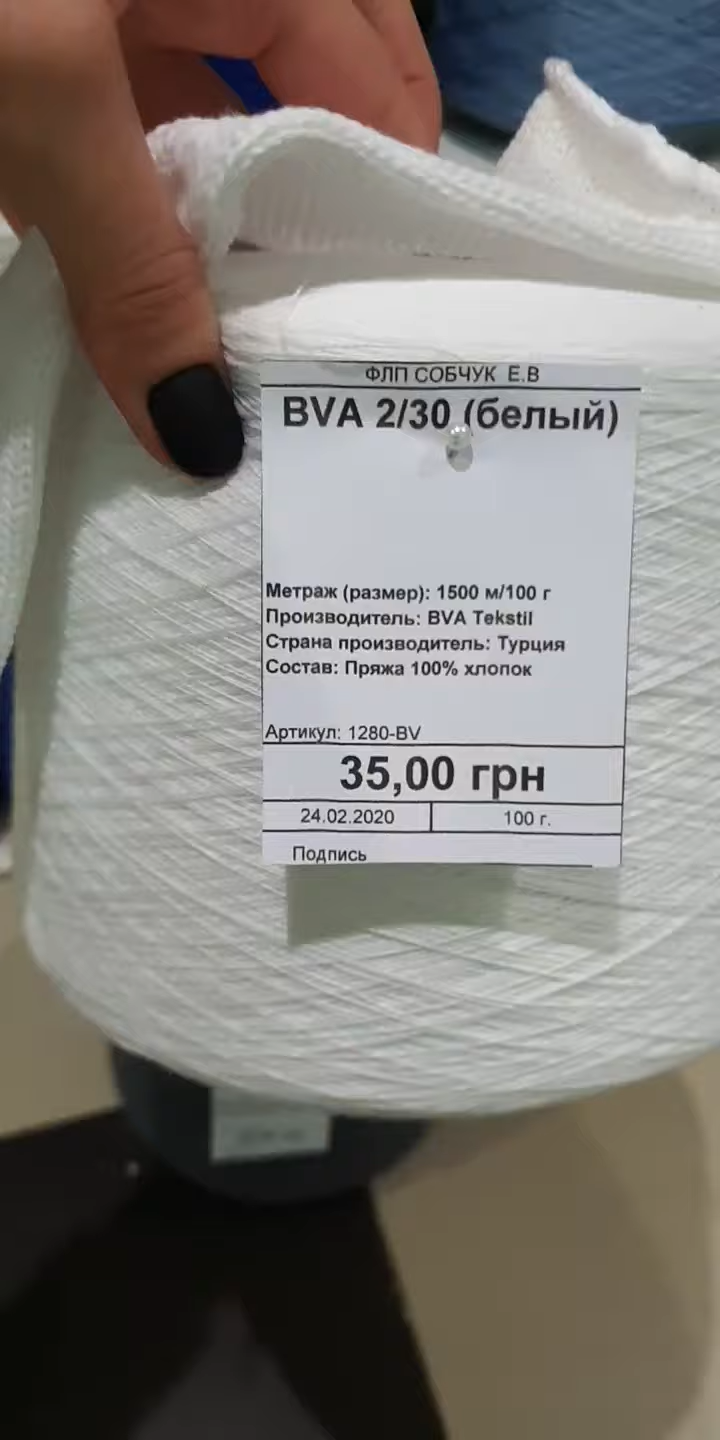 ФЛП СОБЧУК Е.В
BVA 2/30 (белый)
Метраж (размер): 1500 м/100 г
Производитель: BVA Tekstil
Страна производитель: Турция
Состав: Пряжа 100% хлопок
Артикул: 1280-BV
35,00 грн
24.02.2020 100 г.
Подпись